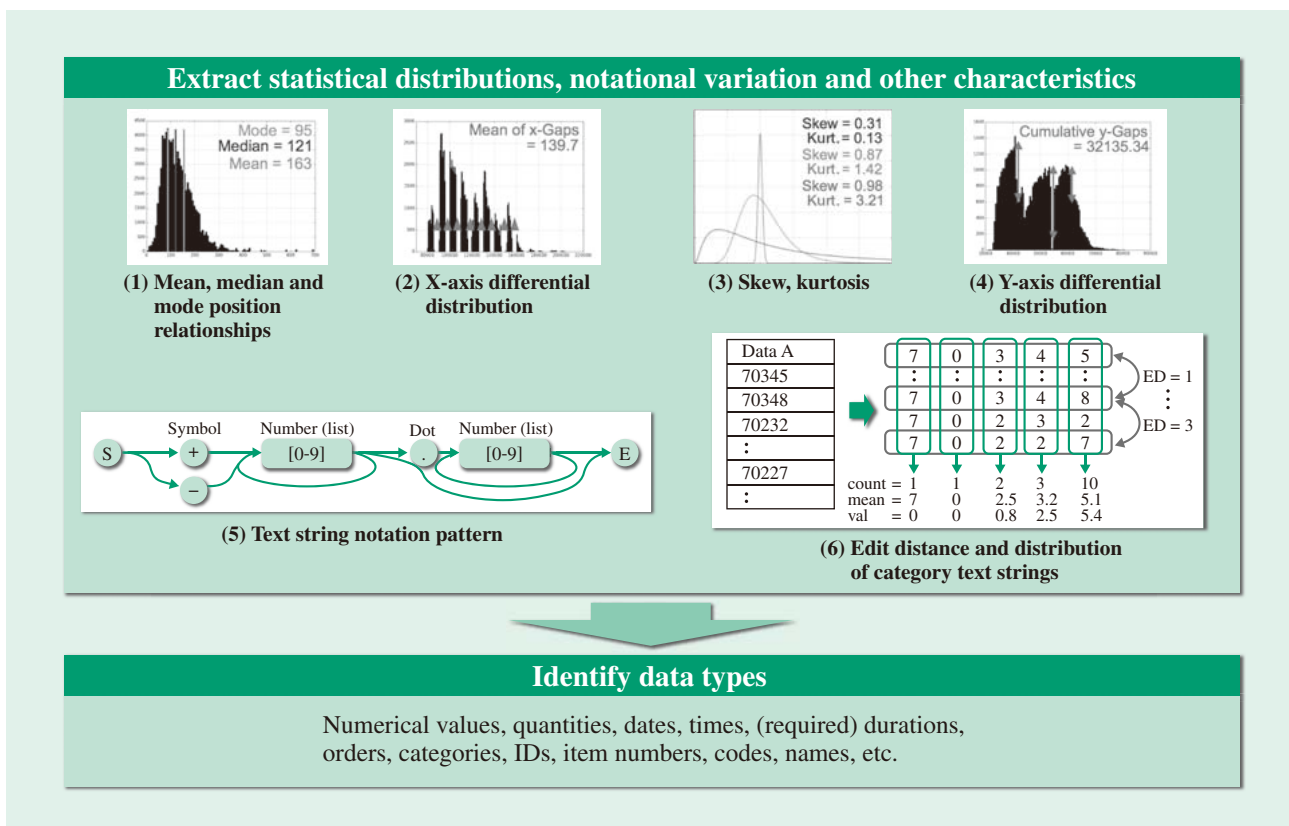 Extract statistical distributions, notational variation and other characteristics
Mode = 95
Median = 121
Mean = 163
(1) Mean, median and
mode position
relationships
Mean of x-Gaps
= 139.7
(2) X-axis differential
distribution
Skew = 0.31
Kurt. = 0.13
Skew = 0.87
Kurt. = 1.42
Skew = 0.98
Kurt. = 3.21
(3) Skew, kurtosis
Cumulative y-Gaps
= 32135.34
(4) Y-axis differential
distribution
S
Symbol
+
−
Number (list)
[0-9]
Dot
.
Number (list)
[0-9]
E
(5) Text string notation pattern
Data A
70345
70348
70232
:
70227
:
7 0 3 4 5
: : : : :
7 0 3 4 8
7 0 2 3 2
7 0 2 2 7
ED = 1
:
ED = 3
count = 1 1 2 3 10
mean = 7 0 2.5 3.2 5.1
val = 0 0 0.8 2.5 5.4
(6) Edit distance and distribution
of category text strings
Identify data types
Numerical values, quantities, dates, times, (required) durations,
orders, categories, IDs, item numbers, codes, names, etc.